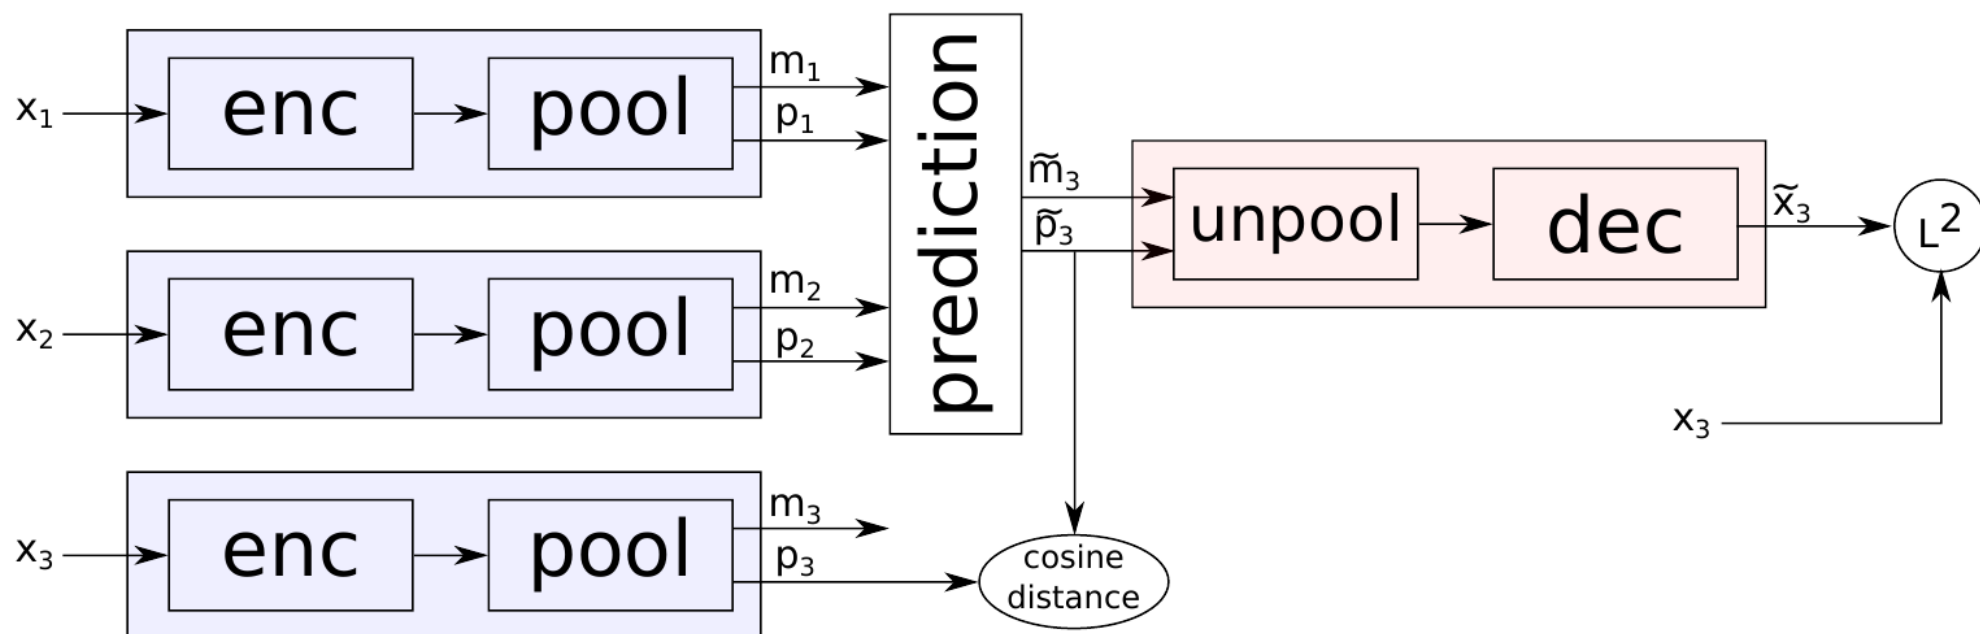 x₁
enc
pool
m₁
p₁
x₂
enc
pool
m₂
p₂
x₃
enc
pool
m₃
p₃
prediction
m̃₃
p̃₃
unpool
dec
x̃₃
L²
x₃
cosine
distance